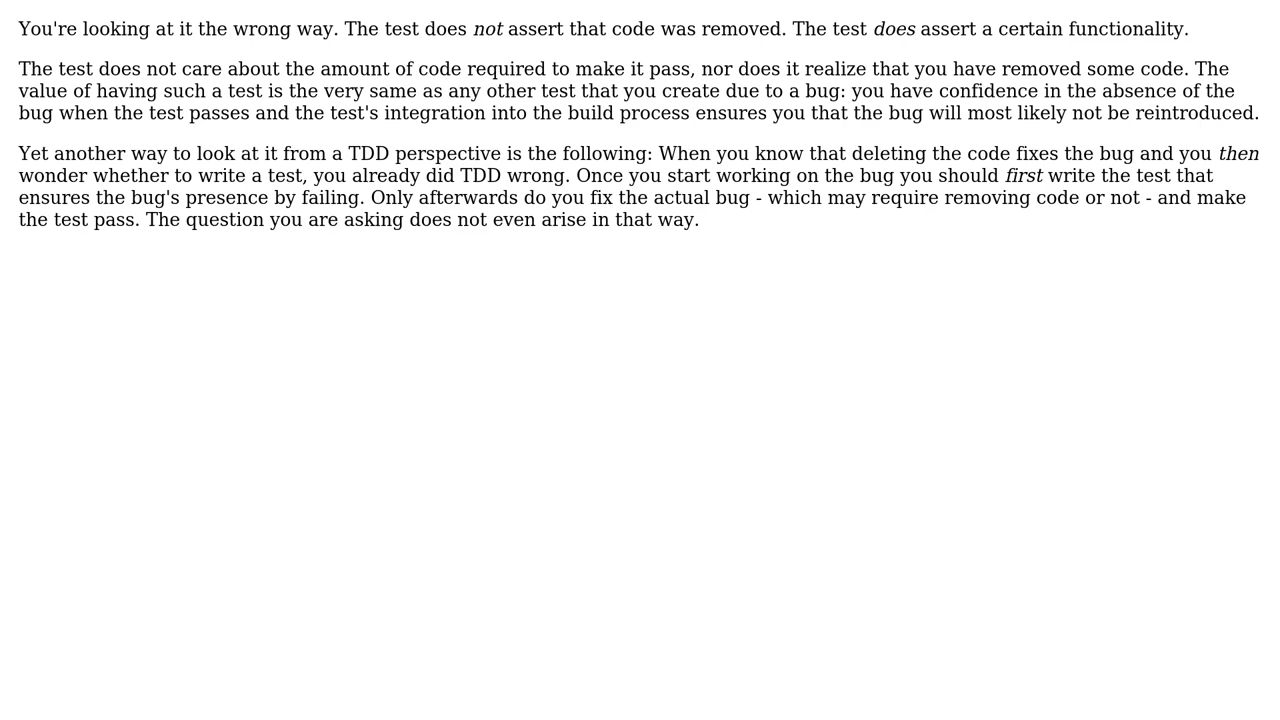 You're looking at it the wrong way. The test does not assert that code was removed. The test does assert a certain functionality.
The test does not care about the amount of code required to make it pass, nor does it realize that you have removed some code. The
value of having such a test is the very same as any other test that you create due to a bug: you have confidence in the absence of the
bug when the test passes and the test's integration into the build process ensures you that the bug will most likely not be reintroduced.
Yet another way to look at it from a TDD perspective is the following: When you know that deleting the code fixes the bug and you then
wonder whether to write a test, you already did TDD wrong. Once you start working on the bug you should first write the test that
ensures the bug's presence by failing. Only afterwards do you fix the actual bug - which may require removing code or not - and make
the test pass. The question you are asking does not even arise in that way.